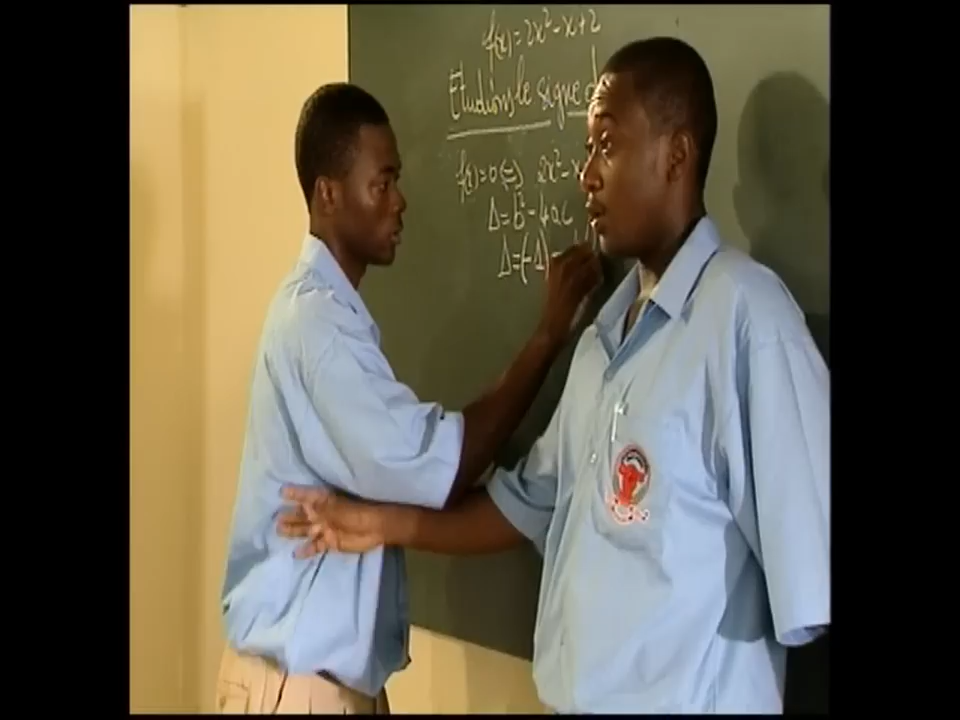 f(x) = 2x² - x + 2
Etudions le signe d
f(x) = 0 ⇔ 2x² - x
Δ = b² - 4ac
Δ = (-1)